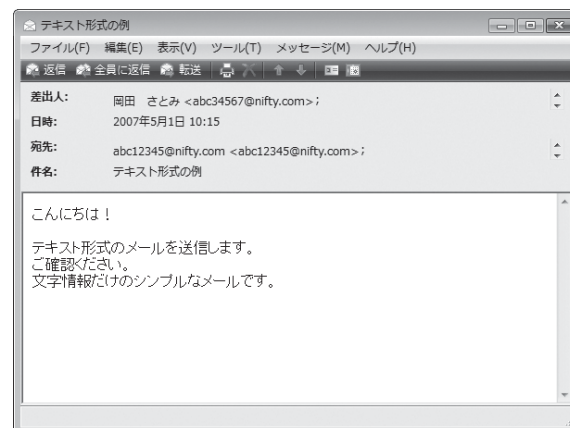 テキスト形式の例
ファイル(F) 編集(E) 表示(V) ツール(T) メッセージ(M) ヘルプ(H)
返信 全員に返信 転送
差出人: 岡田 さとみ <abc34567@nifty.com>;
日時: 2007年5月1日 10:15
宛先: abc12345@nifty.com <abc12345@nifty.com>;
件名: テキスト形式の例
こんにちは！
テキスト形式のメールを送信します。
ご確認ください。
文字情報だけのシンプルなメールです。